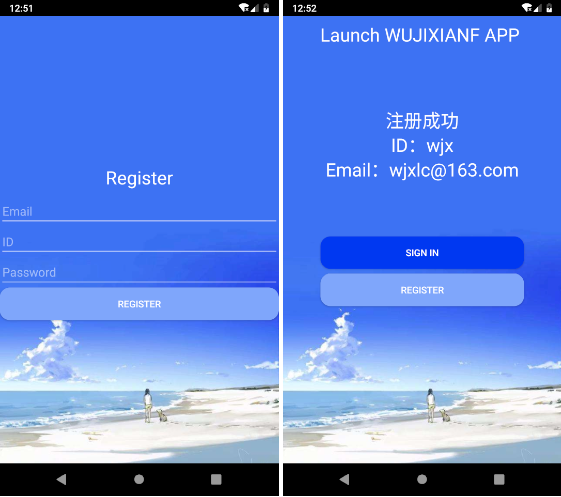 12:51
Register
Email
ID
Password
REGISTER
12:52
Launch WUJIXIANF APP
注册成功
ID：wjx
Email：wjxlc@163.com
SIGN IN
REGISTER